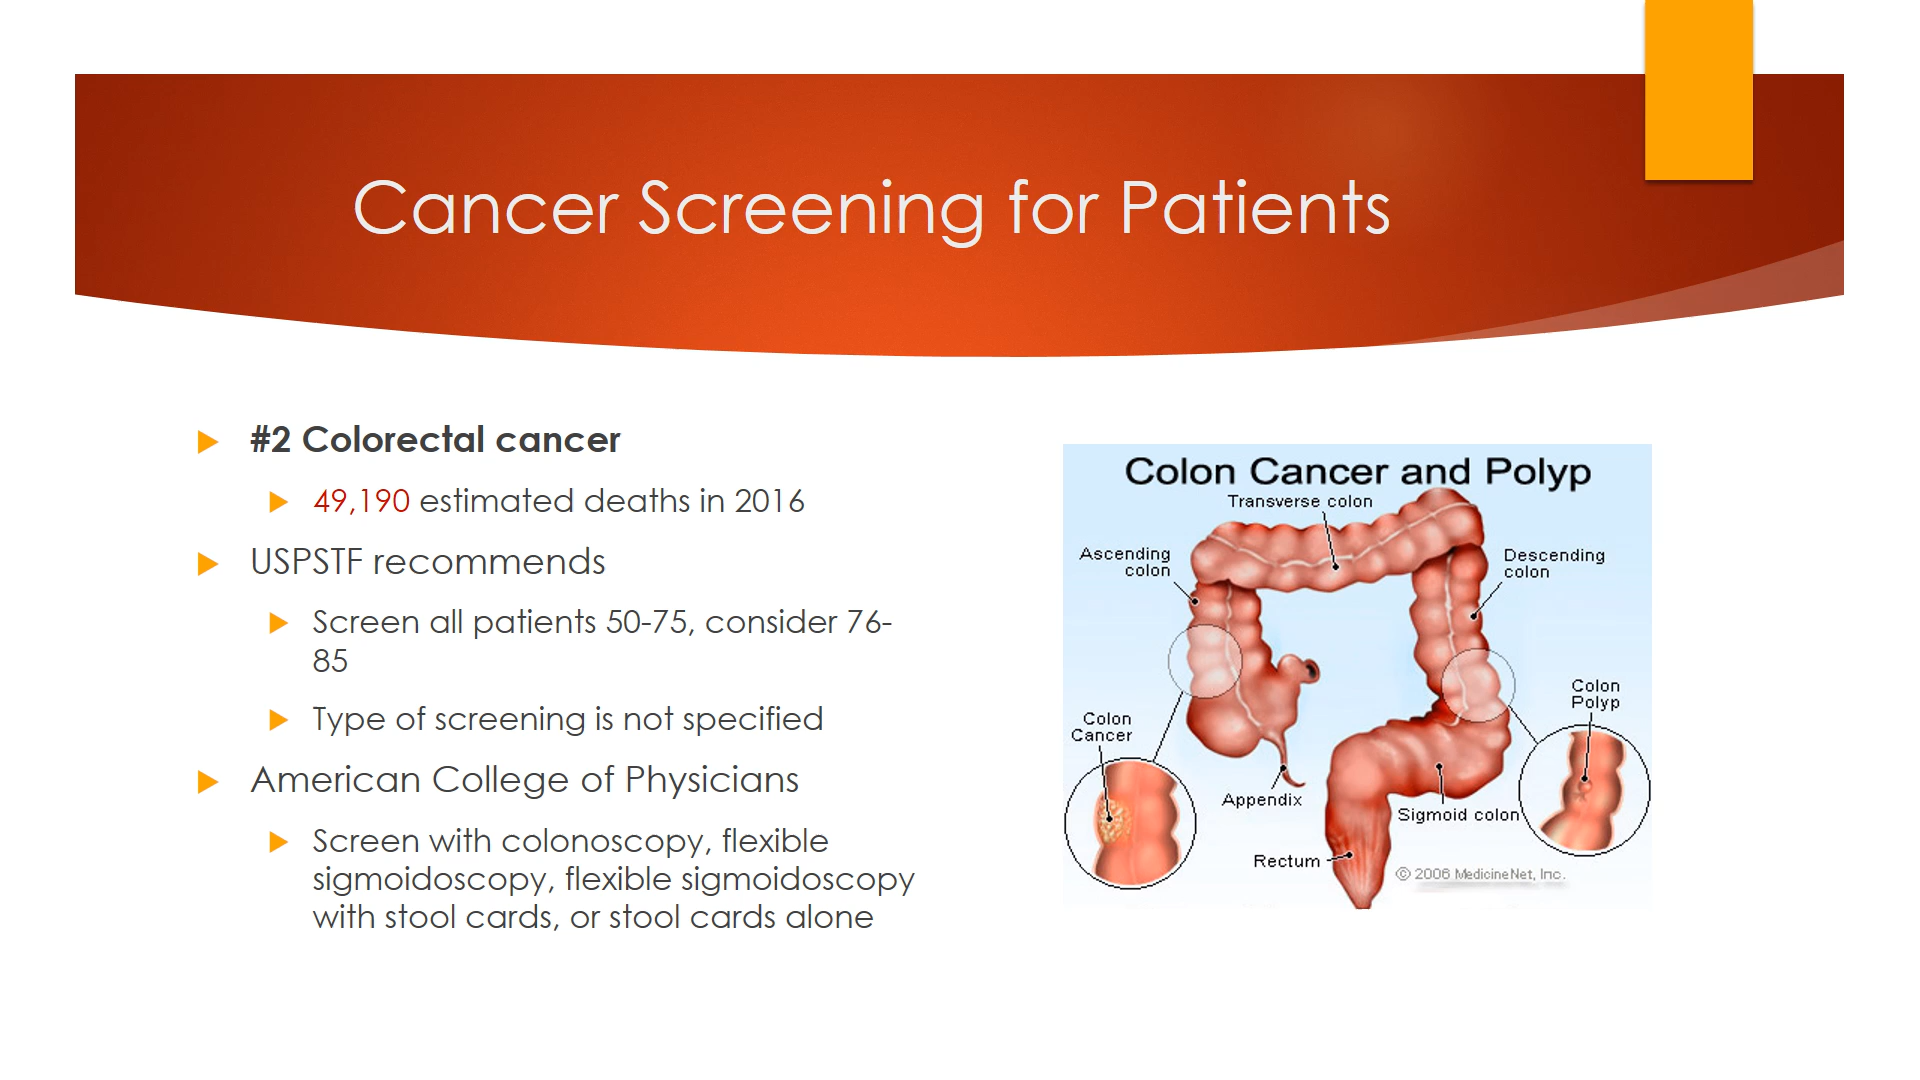 Cancer Screening for Patients
#2 Colorectal cancer
49,190 estimated deaths in 2016
USPSTF recommends
Screen all patients 50-75, consider 76-
85
Type of screening is not specified
American College of Physicians
Screen with colonoscopy, flexible
sigmoidoscopy, flexible sigmoidoscopy
with stool cards, or stool cards alone
Colon Cancer and Polyp
Transverse colon
Ascending
colon
Descending
colon
Colon
Polyp
Colon
Cancer
Appendix
Sigmoid colon
Rectum
© 2006 MedicineNet, Inc.